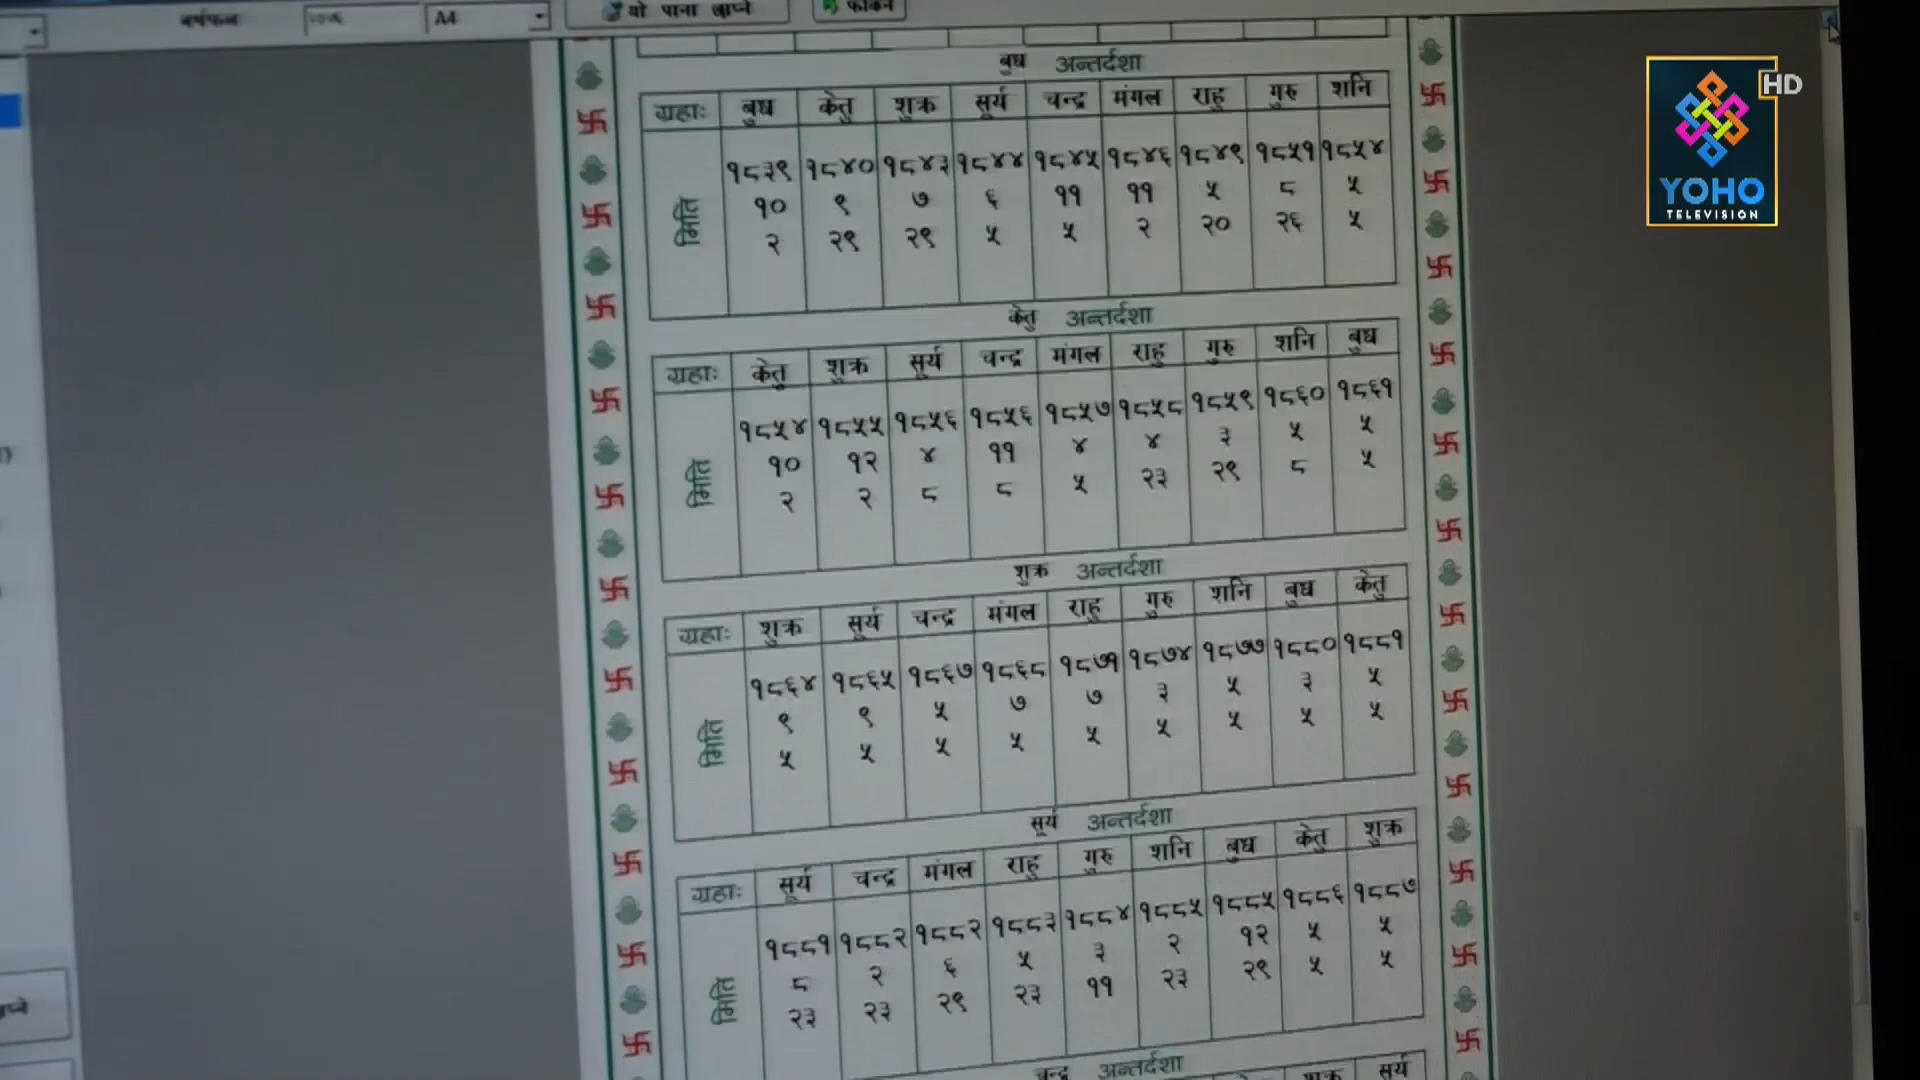 वर्षफल A4 यो पाना छाप्ने
HD
YOHO
TELEVISION
बुध अन्तर्दशा
ग्रहाः बुध केतु शुक्र सूर्य चन्द्र मंगल राहु गुरु शनि
मिति १८३९ १८४० १८४३ १८४४ १८४५ १८४६ १८४९ १८५१ १८५४
१० ९ ७ ६ ११ ११ ५ ८ ५
२ २९ २९ ५ ५ २ २० २६ ५
केतु अन्तर्दशा
ग्रहाः केतु शुक्र सूर्य चन्द्र मंगल राहु गुरु शनि बुध
मिति १८५४ १८५५ १८५६ १८५६ १८५७ १८५८ १८५९ १८६० १८६१
१० १२ ४ ११ ४ ४ ३ ५ ५
२ २ ८ ८ ५ २३ २९ ८ ५
शुक्र अन्तर्दशा
ग्रहाः शुक्र सूर्य चन्द्र मंगल राहु गुरु शनि बुध केतु
मिति १८६४ १८६५ १८६७ १८६८ १८७१ १८७४ १८७७ १८८० १८८१
९ ९ ५ ७ ७ ३ ५ ३ ५
५ ५ ५ ५ ५ ५ ५ ५ ५
सूर्य अन्तर्दशा
ग्रहाः सूर्य चन्द्र मंगल राहु गुरु शनि बुध केतु शुक्र
मिति १८८१ १८८२ १८८२ १८८३ १८८४ १८८५ १८८५ १८८६ १८८७
८ २ ६ ५ ३ २ १२ ५ ५
२३ २३ २९ २३ ११ २३ २९ ५ ५
चन्द्र अन्तर्दशा
शुक्र सूर्य